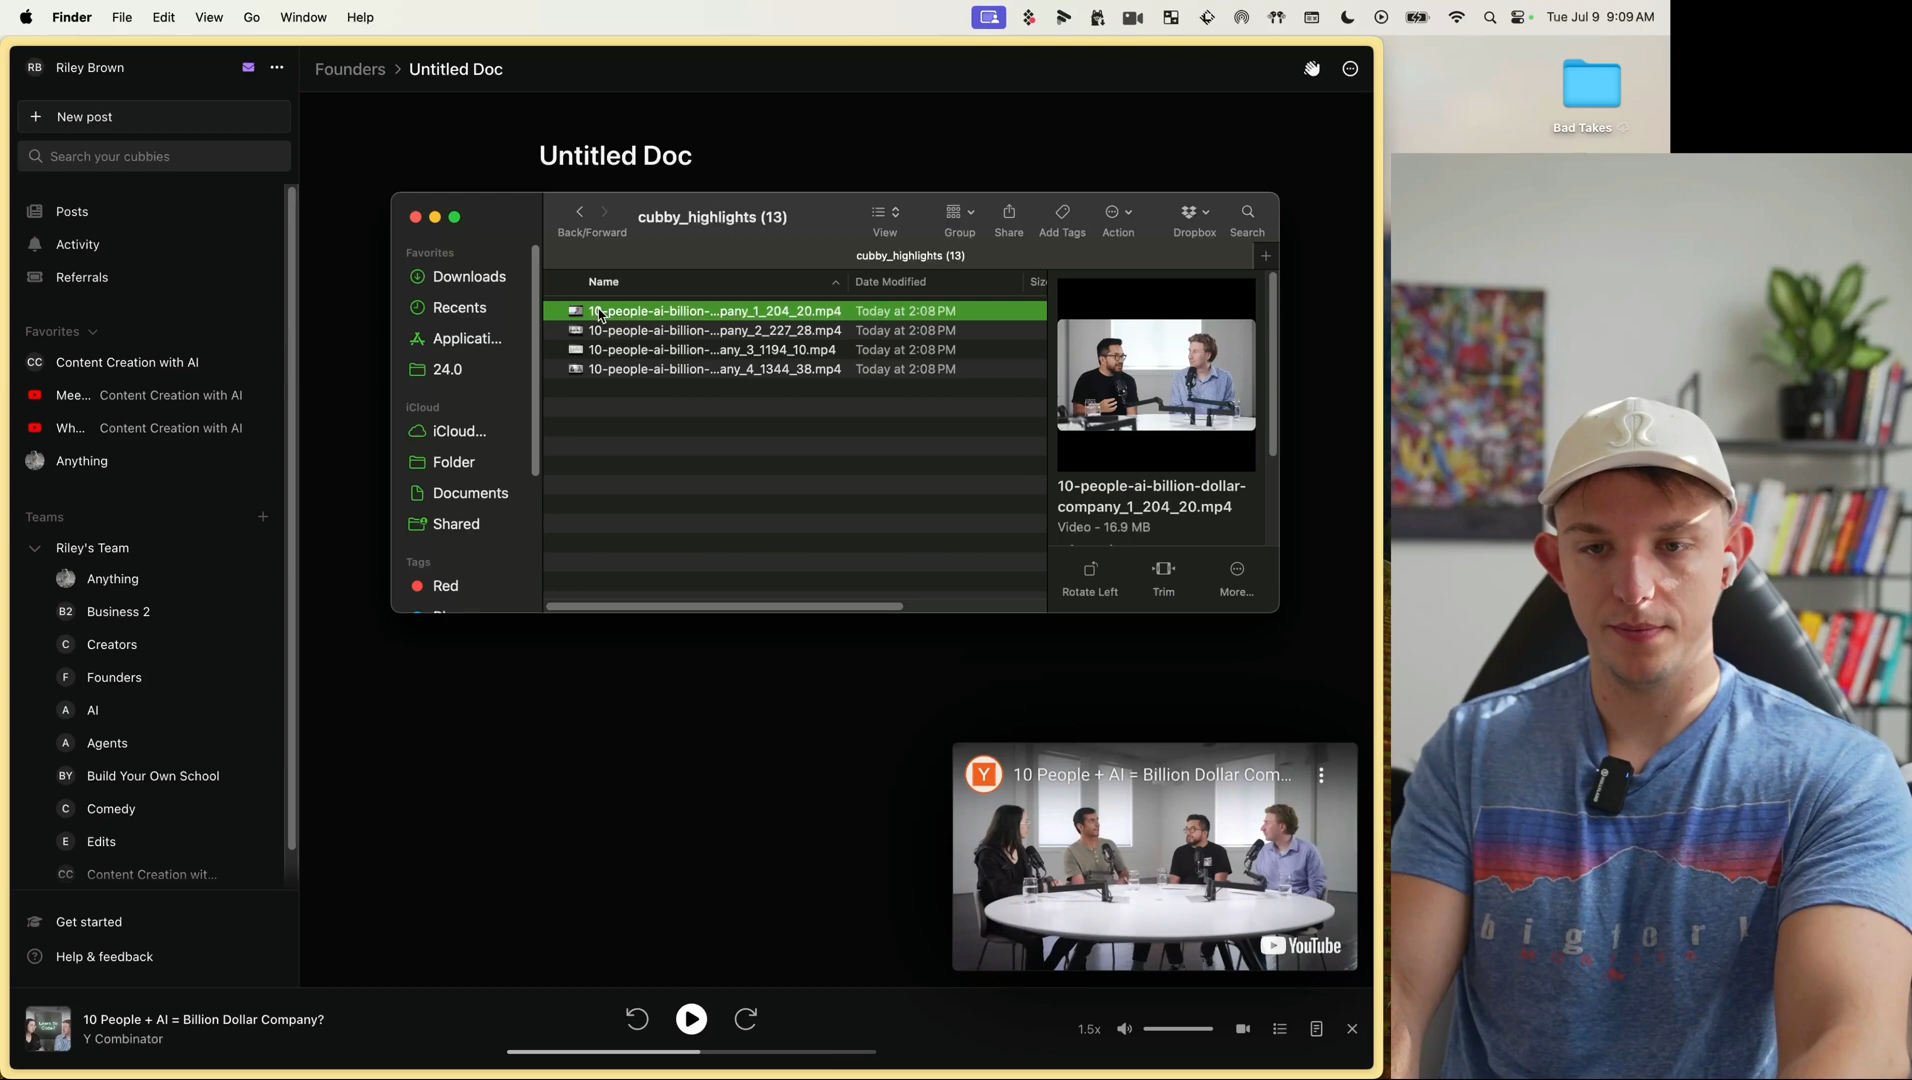 Finder File Edit View Go Window Help
Tue Jul 9 9:09 AM
RB Riley Brown
Founders > Untitled Doc
Bad Takes
+ New post
Search your cubbies
Untitled Doc
Posts
Activity
Referrals
Favorites
CC Content Creation with AI
Mee... Content Creation with AI
Wh... Content Creation with AI
Anything
Teams +
Riley's Team
Anything
B2 Business 2
C Creators
F Founders
A AI
A Agents
BY Build Your Own School
C Comedy
E Edits
CC Content Creation wit...
Get started
Help & feedback
cubby_highlights (13)
Back/Forward View Group Share Add Tags Action Dropbox Search
cubby_highlights (13)
Favorites
Downloads
Recents
Applicati...
24.0
iCloud
iCloud...
Folder
Documents
Shared
Tags
Red
Name Date Modified Siz
10-people-ai-billion-...pany_1_204_20.mp4 Today at 2:08 PM
10-people-ai-billion-...pany_2_227_28.mp4 Today at 2:08 PM
10-people-ai-billion-...any_3_1194_10.mp4 Today at 2:08 PM
10-people-ai-billion-...any_4_1344_38.mp4 Today at 2:08 PM
10-people-ai-billion-dollar-
company_1_204_20.mp4
Video - 16.9 MB
Rotate Left Trim More...
Y 10 People + AI = Billion Dollar Com...
YouTube
10 People + AI = Billion Dollar Company?
Y Combinator
1.5x
bigfork